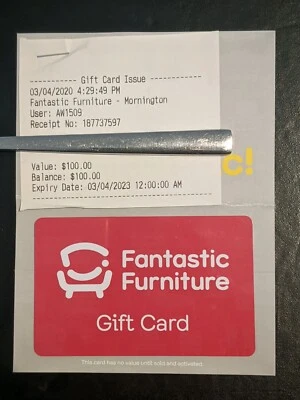 ---------- Gift Card Issue ----------
03/04/2020 4:29:49 PM
Fantastic Furniture - Mornington
User: AW1509
Receipt No: 187737597
c!
Value: $100.00
Balance: $100.00
Expiry Date: 03/04/2023 12:00:00 AM
Fantastic
Furniture
Gift Card
This card has no value until sold and activated